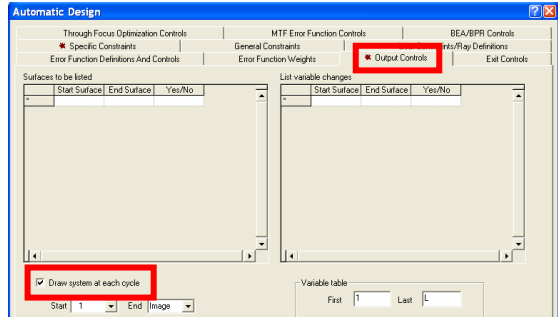 Automatic Design
Through Focus Optimization Controls MTF Error Function Controls BEA/BPR Controls
Specific Constraints General Constraints User Constraints/Ray Definitions
Error Function Definitions And Controls Error Function Weights Output Controls Exit Controls
Surfaces to be listed List variable changes
Start Surface End Surface Yes/No Start Surface End Surface Yes/No
Draw system at each cycle Variable table
Start 1 End Image First 1 Last L